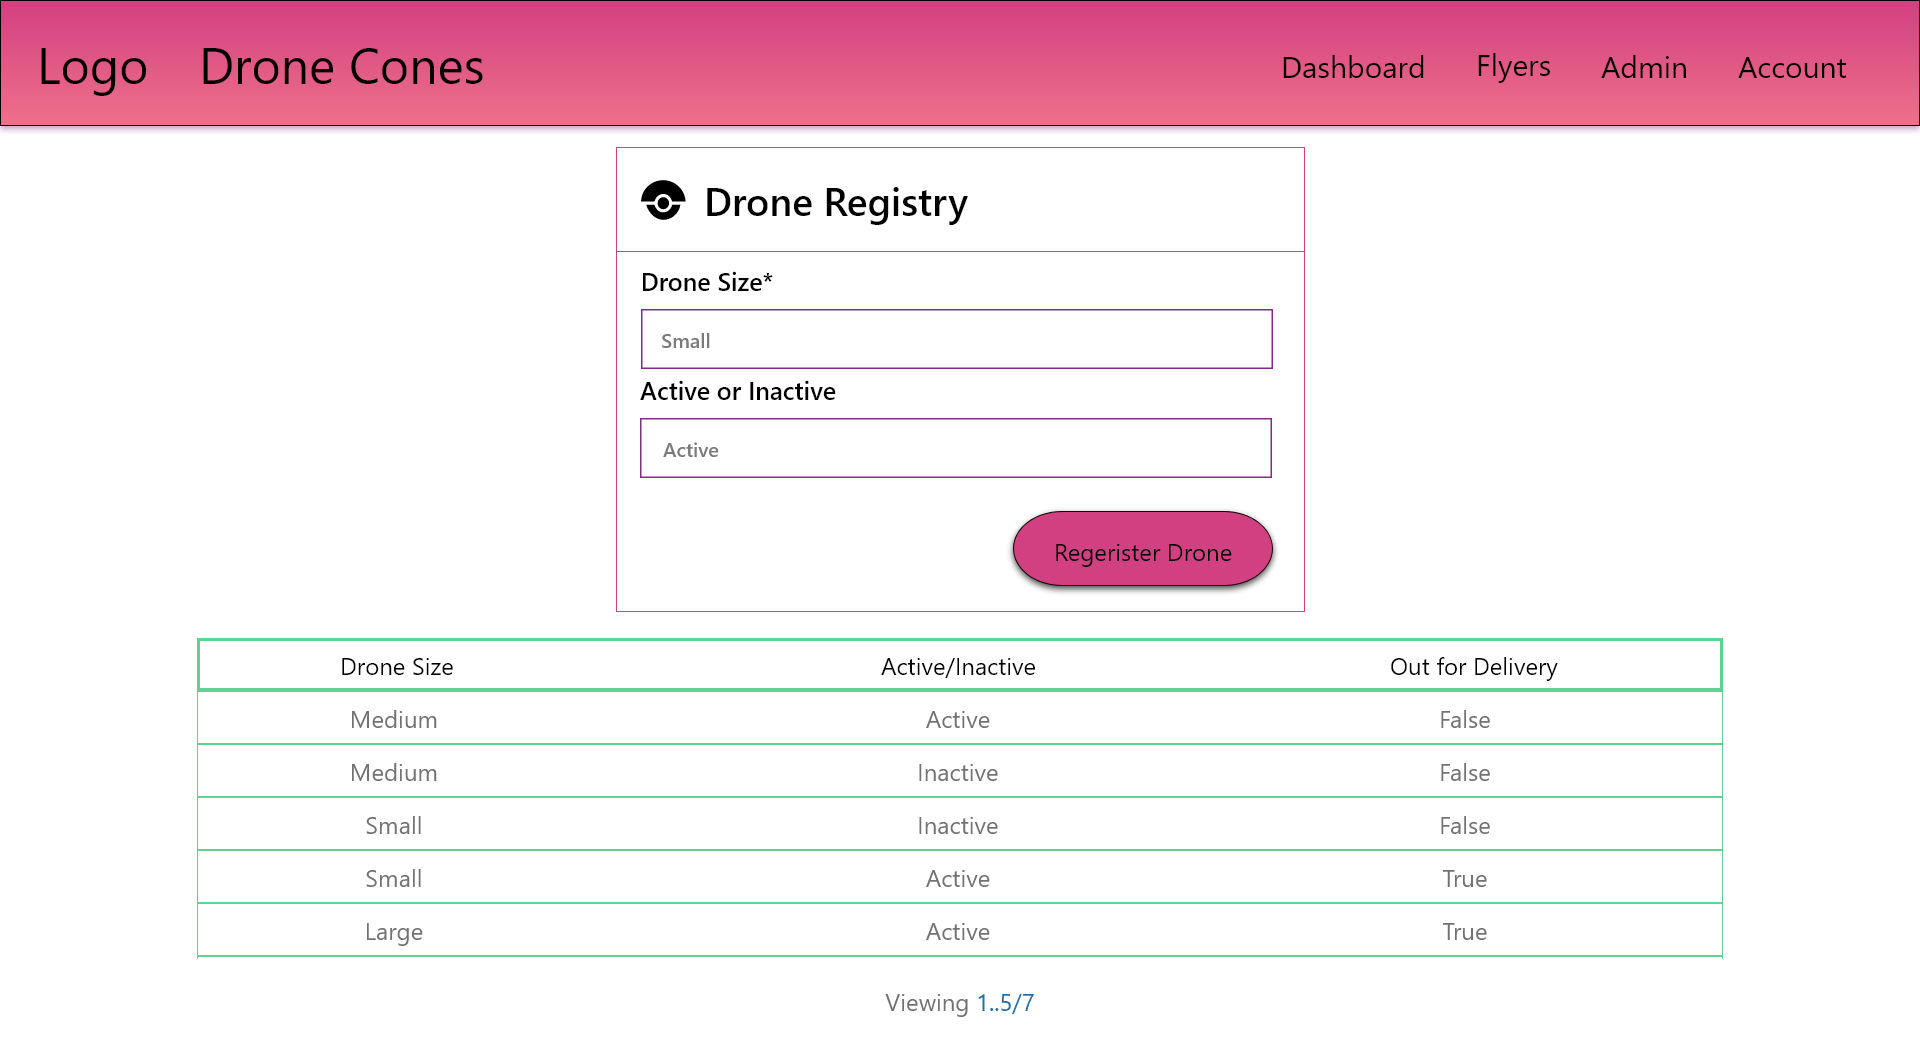 Logo Drone Cones Dashboard Flyers Admin Account
Drone Registry
Drone Size*
Small
Active or Inactive
Active
Regerister Drone
Drone Size Active/Inactive Out for Delivery
Medium Active False
Medium Inactive False
Small Inactive False
Small Active True
Large Active True
Viewing 1..5/7